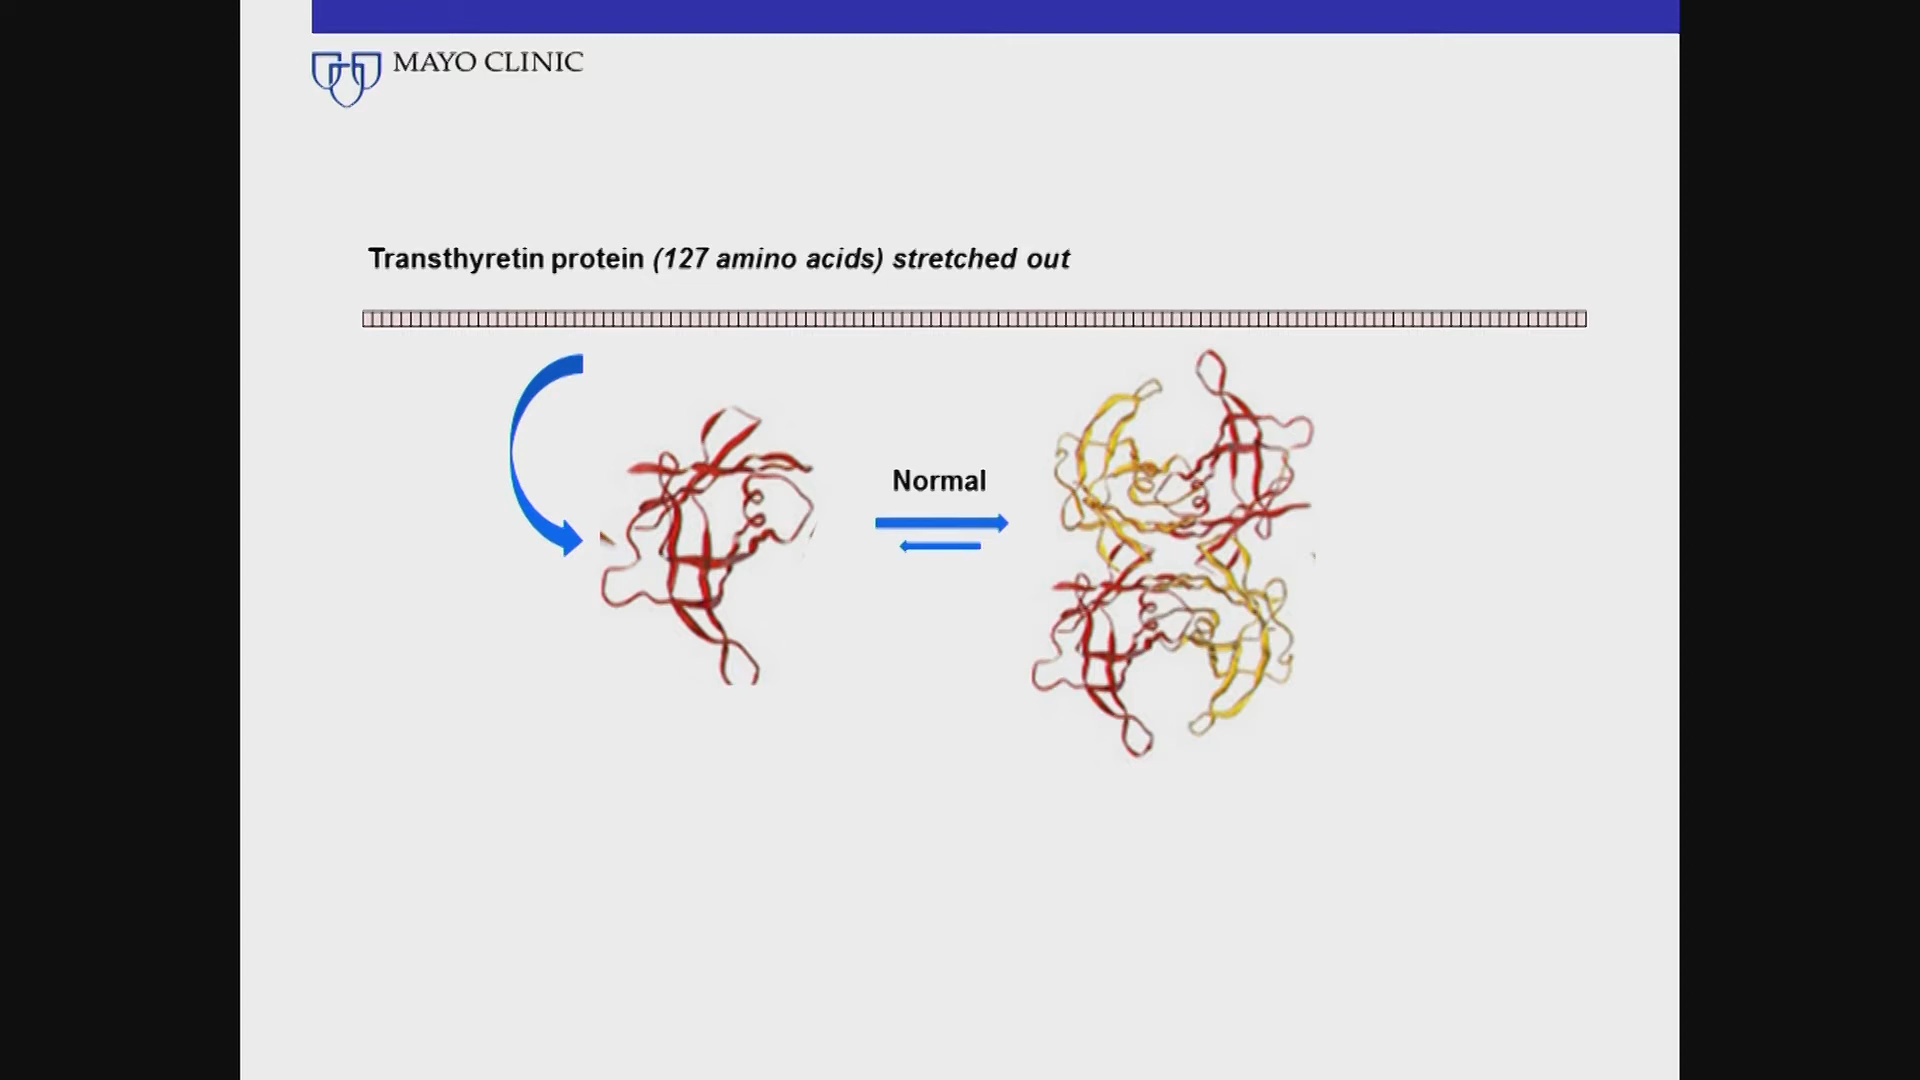 MAYO CLINIC
Transthyretin protein (127 amino acids) stretched out
Normal